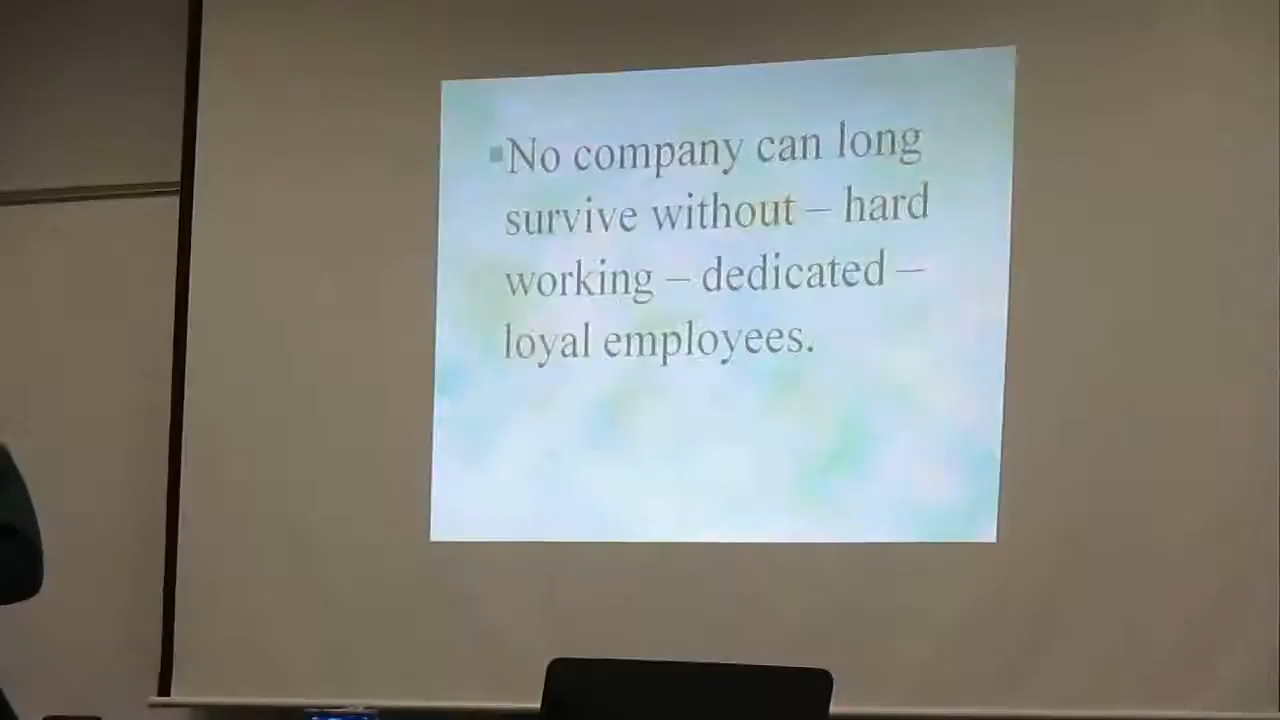 ▪No company can long
survive without – hard
working – dedicated –
loyal employees.